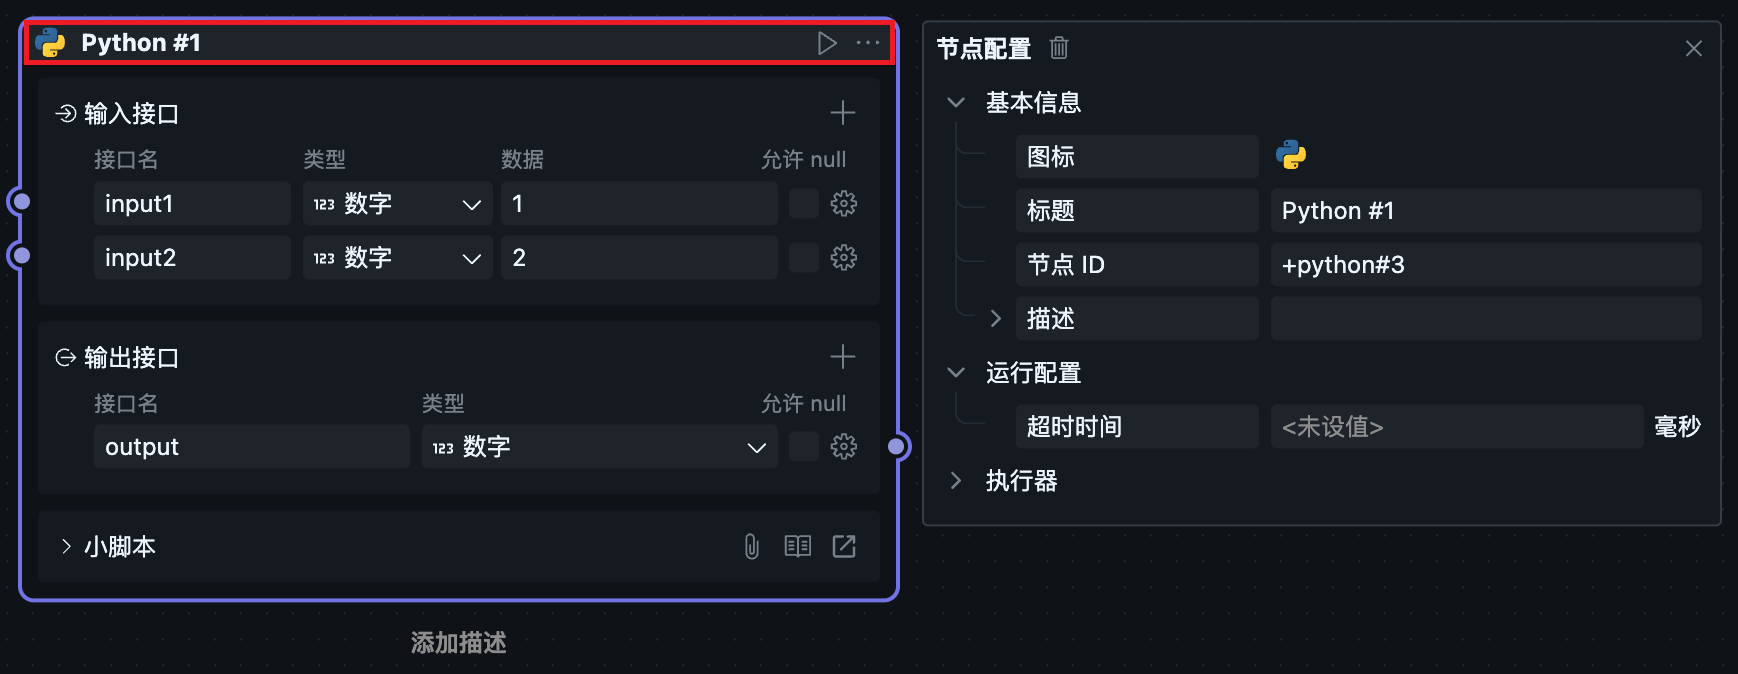 Python #1
输入接口
接口名 类型 数据 允许 null
input1 123 数字 1
input2 123 数字 2
输出接口
接口名 类型 允许 null
output 123 数字
小脚本
添加描述
节点配置
基本信息
图标
标题 Python #1
节点 ID +python#3
描述
运行配置
超时时间 <未设值> 毫秒
执行器